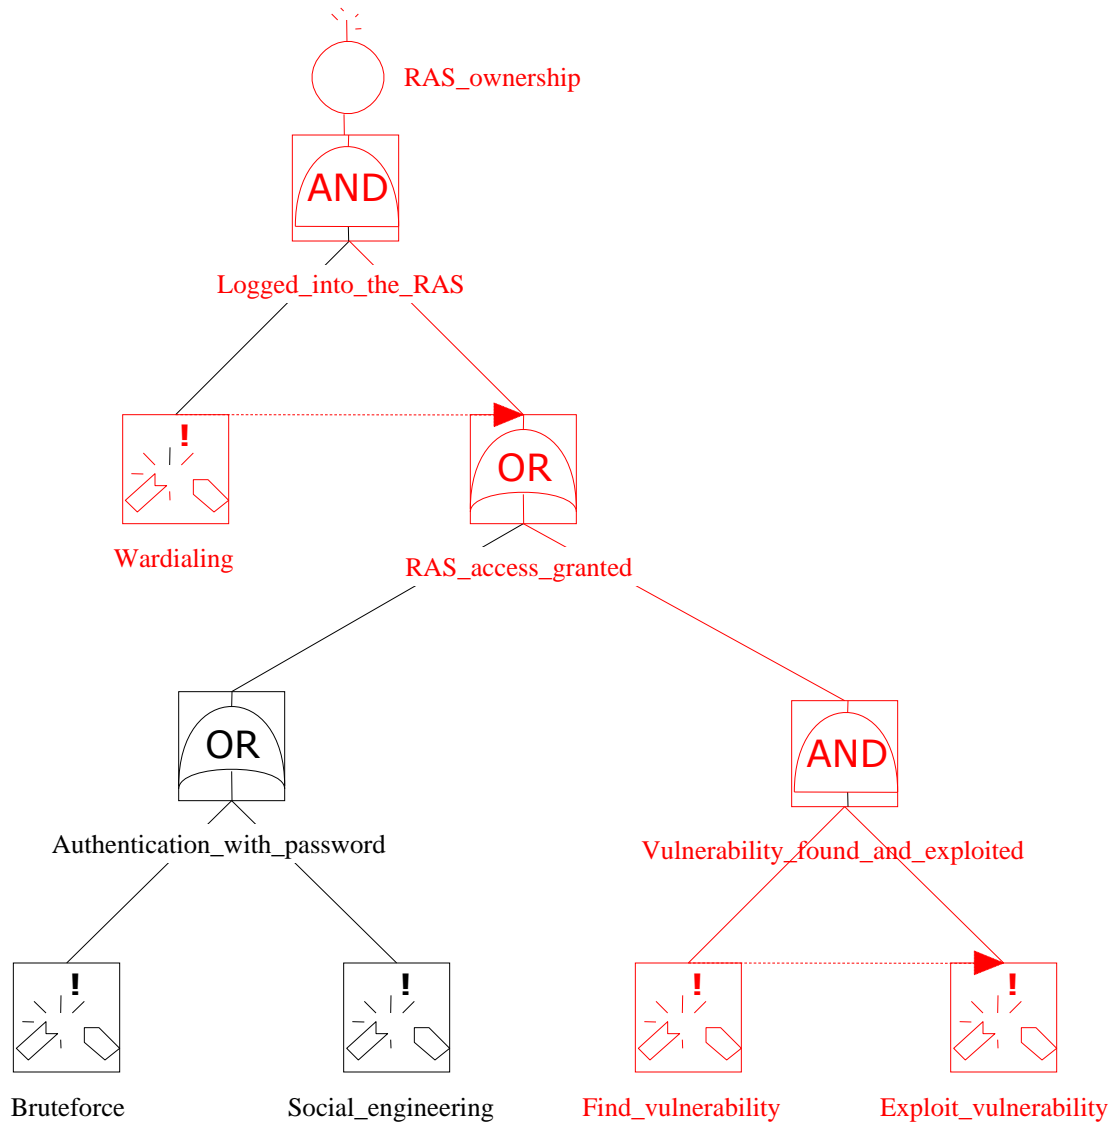 RAS_ownership
AND
Logged_into_the_RAS
!
OR
Wardialing
RAS_access_granted
OR
AND
Authentication_with_password
Vulnerability_found_and_exploited
!
!
!
!
Bruteforce
Social_engineering
Find_vulnerability
Exploit_vulnerability